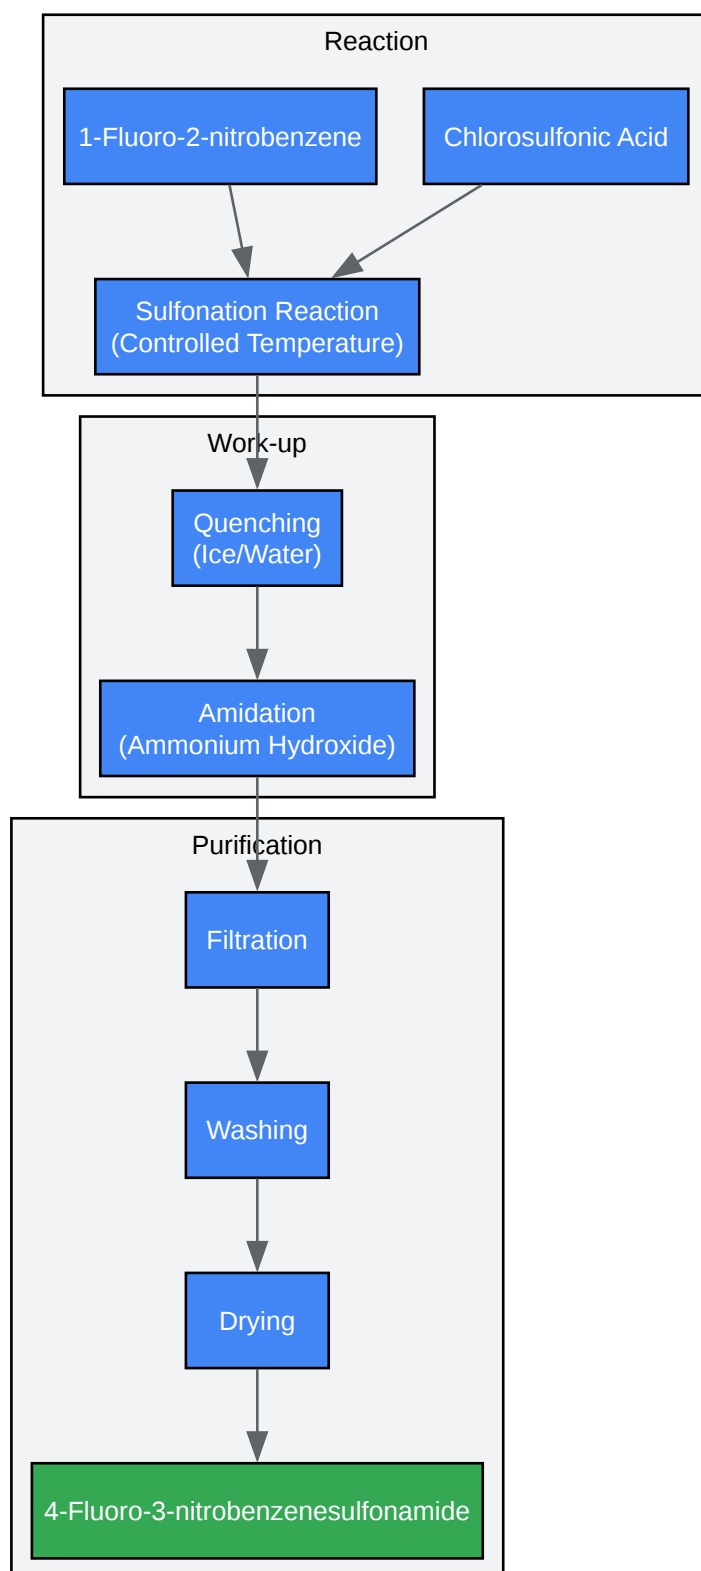 Reaction
1-Fluoro-2-nitrobenzene
Chlorosulfonic Acid
Sulfonation Reaction
(Controlled Temperature)
Work-up
Quenching
(Ice/Water)
Amidation
(Ammonium Hydroxide)
Purification
Filtration
Washing
Drying
4-Fluoro-3-nitrobenzenesulfonamide